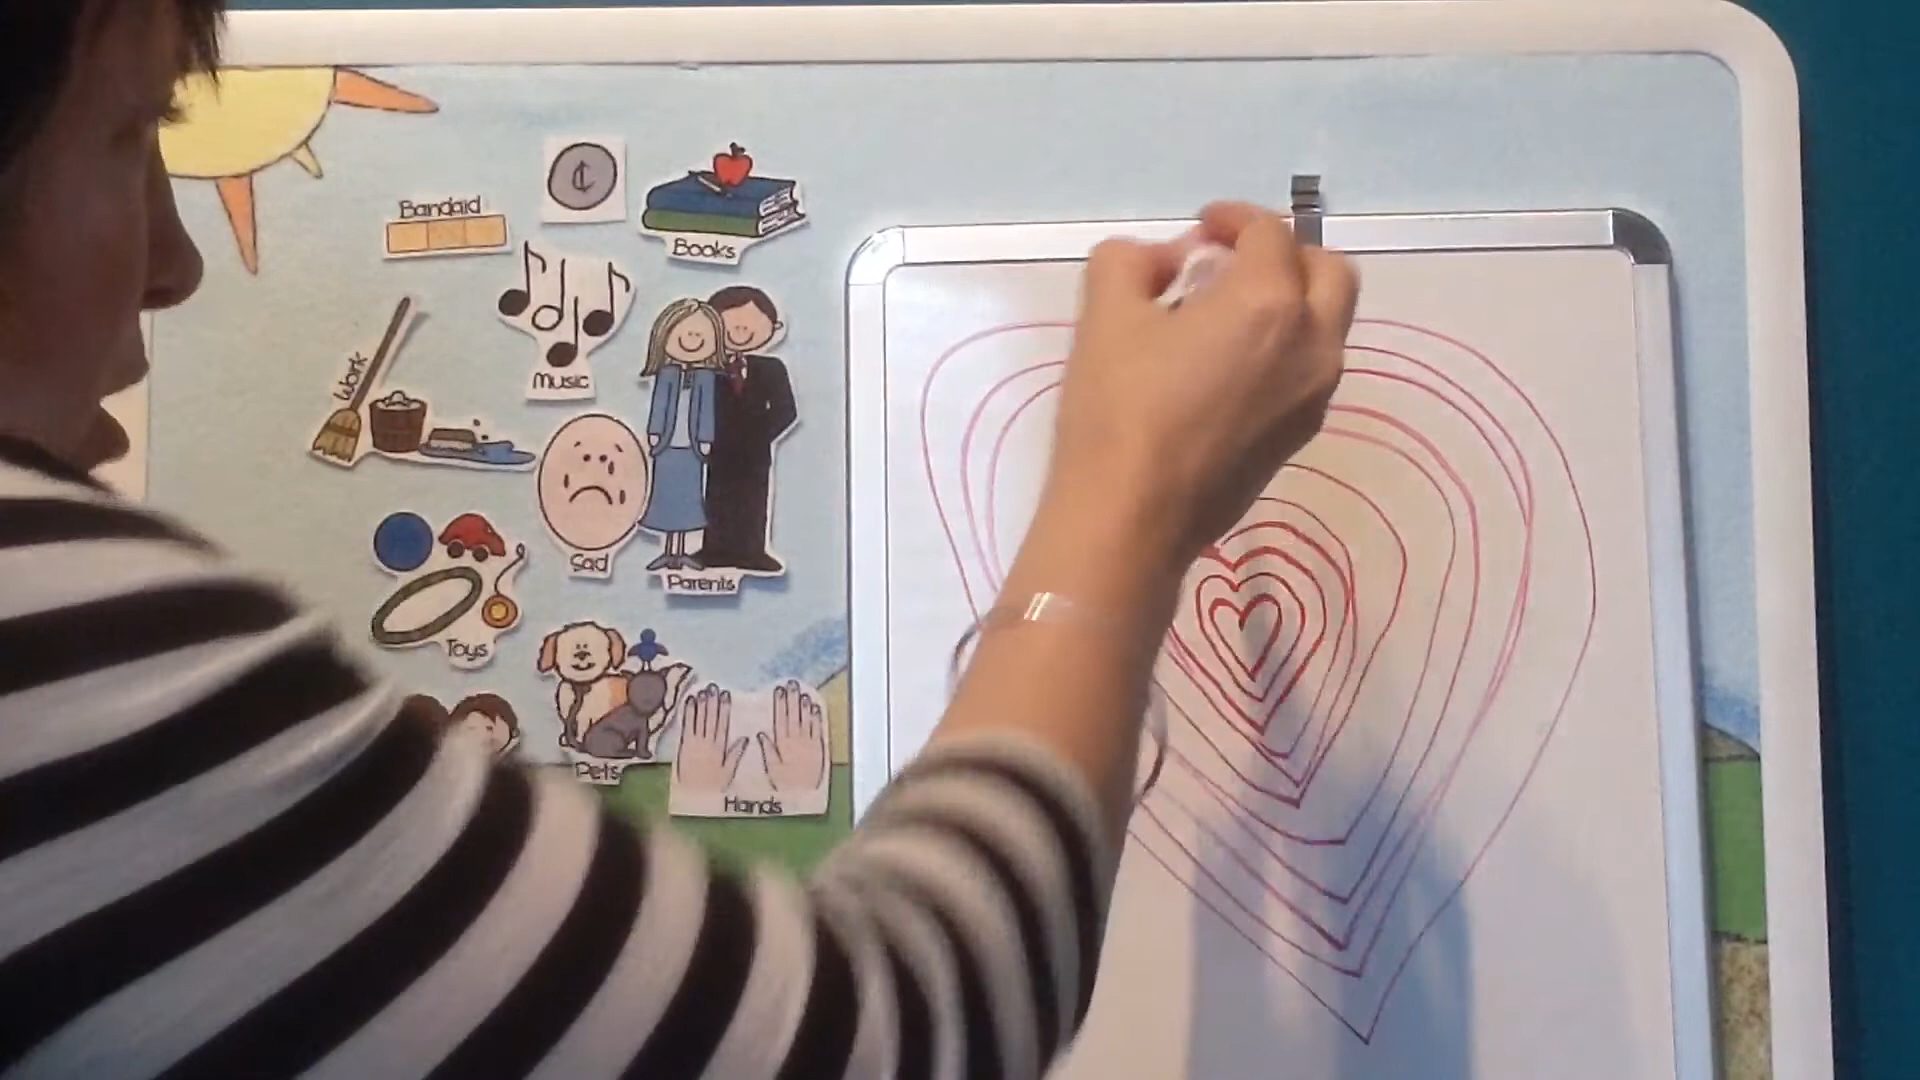 Bandaid
¢
Books
Music
Work
Sad
Parents
Toys
Pets
Hands